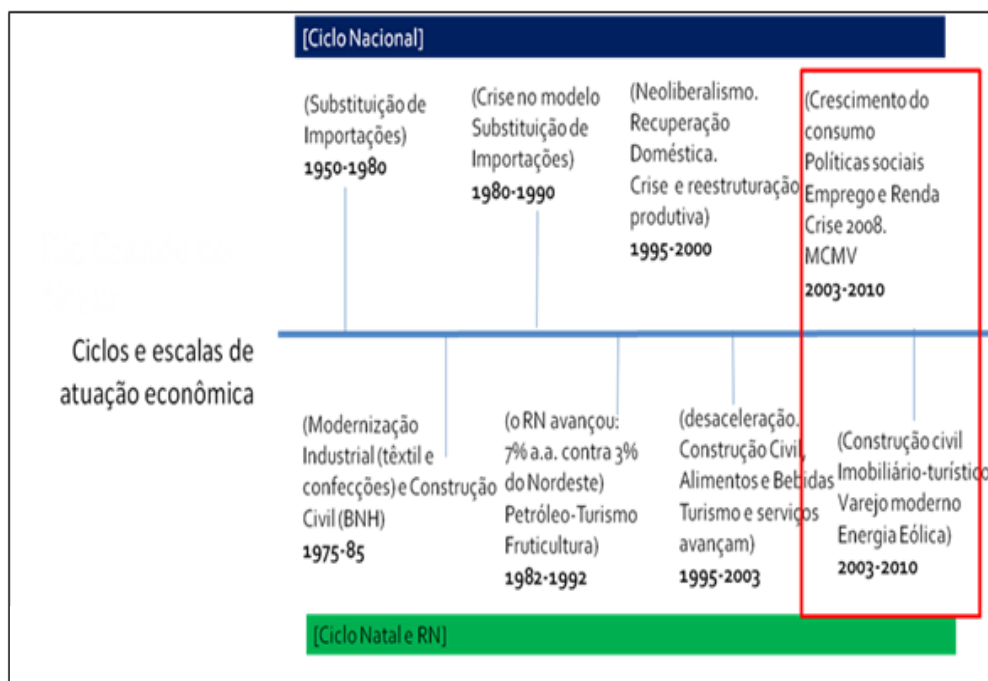 [Ciclo Nacional]
(Substituição de
Importações)
1950-1980
(Crise no modelo
Substituição de
Importações)
1980-1990
(Neoliberalismo.
Recuperação
Doméstica.
Crise e reestruturação
produtiva)
1995-2000
(Crescimento do
consumo
Políticas sociais
Emprego e Renda
Crise 2008.
MCMV
2003-2010
Ciclos e escalas de
atuação econômica
(Modernização
Industrial (têxtil e
confecções) e Construção
Civil (BNH)
1975-85
(o RN avançou:
7% a.a. contra 3%
do Nordeste)
Petróleo-Turismo
Fruticultura)
1982-1992
(desaceleração.
Construção Civil,
Alimentos e Bebidas
Turismo e serviços
avançam)
1995-2003
(Construção civil
Imobiliário-turístico
Varejo moderno
Energia Eólica)
2003-2010
[Ciclo Natal e RN]